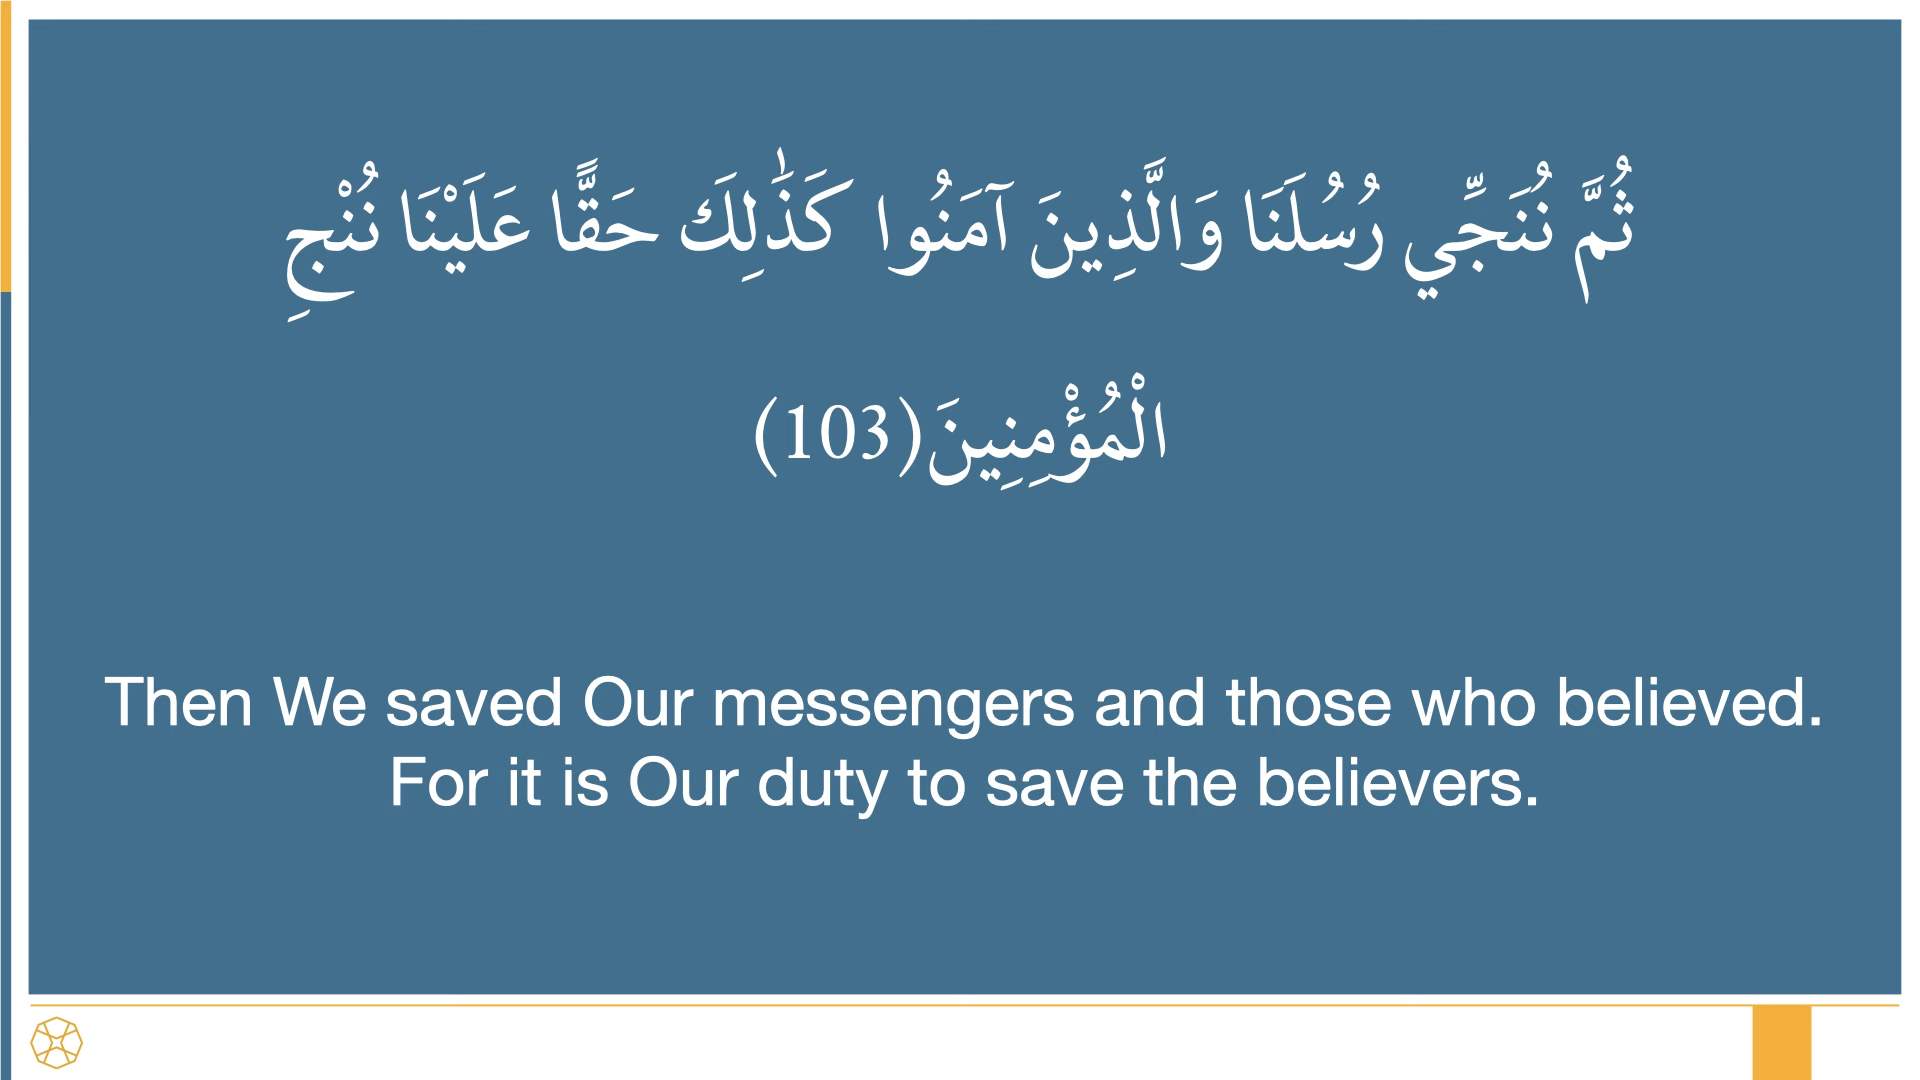 ثُمَّ نُنَجِّي رُسُلَنَا وَالَّذِينَ آمَنُوا كَذَٰلِكَ حَقًّا عَلَيْنَا نُنْجِ
الْمُؤْمِنِينَ(103)
Then We saved Our messengers and those who believed.
For it is Our duty to save the believers.